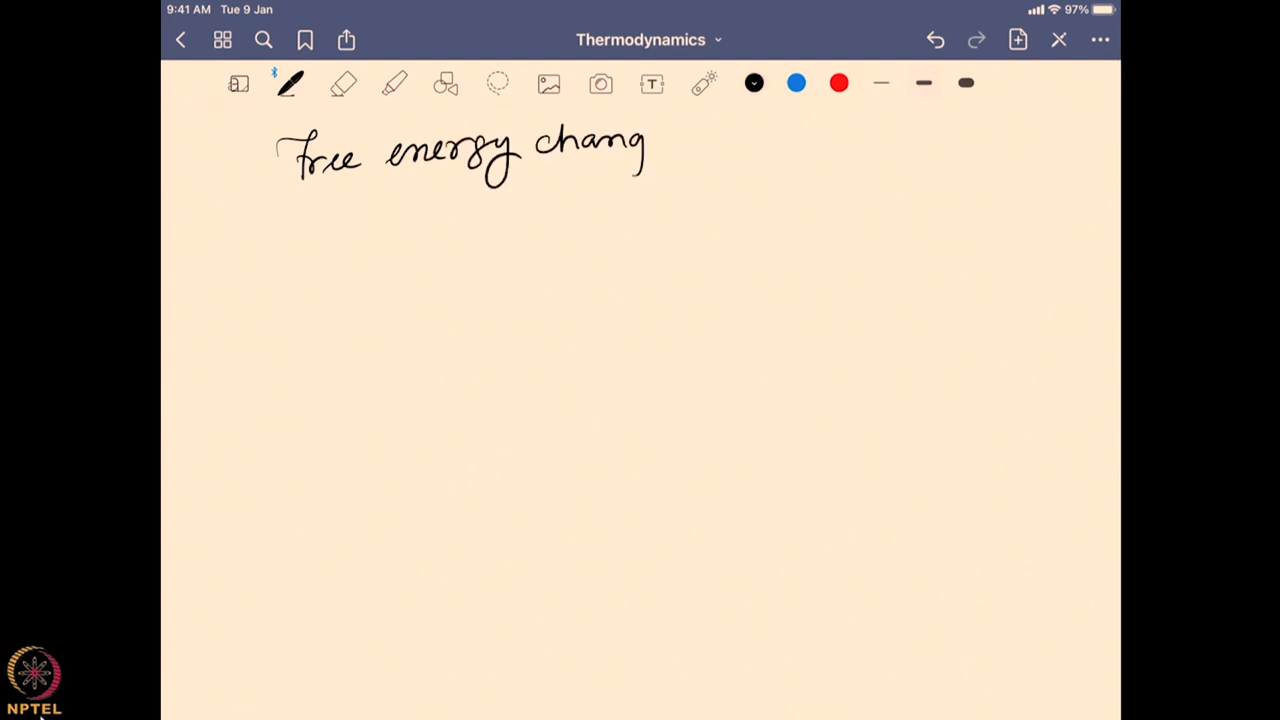 9:41 AM Tue 9 Jan 97%
Thermodynamics
T
Free energy chang
NPTEL